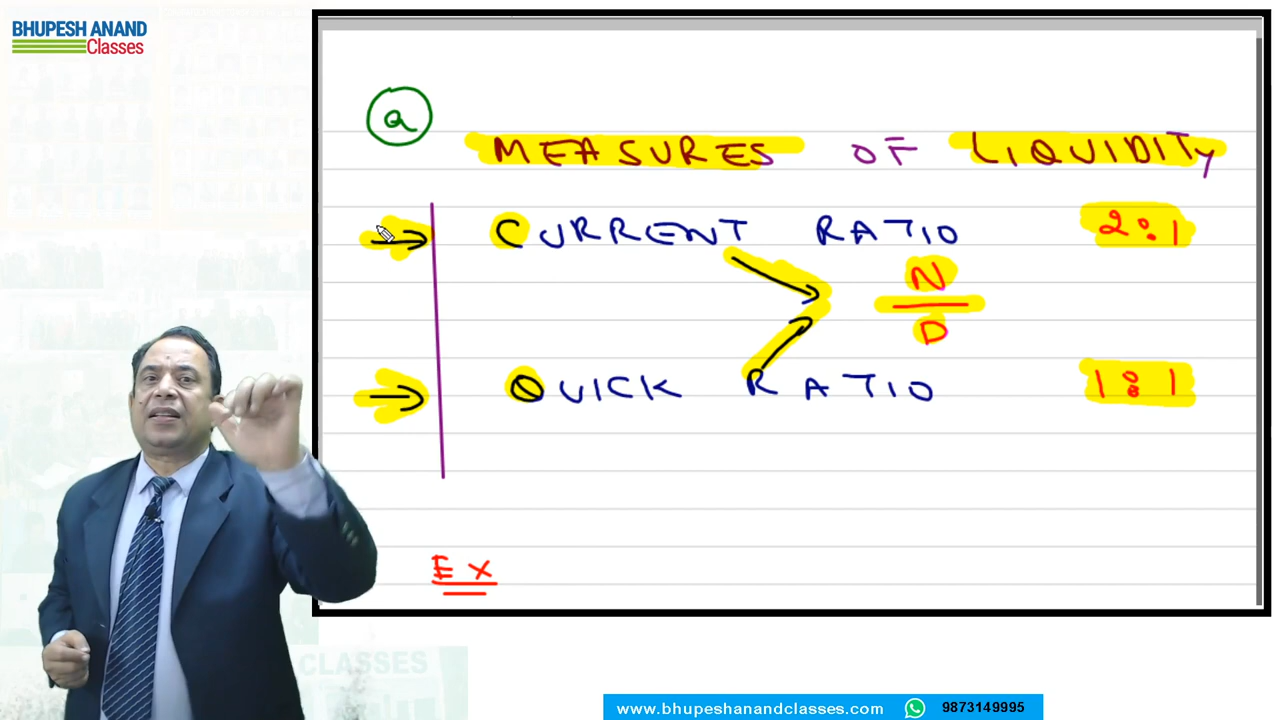 BHUPESH ANAND
Classes
a
MEASURES OF LIQUIDITY
CURRENT RATIO 2:1
N
D
QUICK RATIO 1:1
EX
CLASSES
www.bhupeshanandclasses.com 9873149995